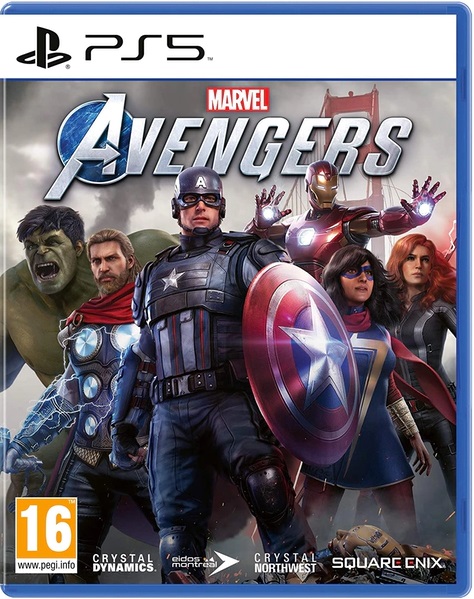 PS5
MARVEL
AVENGERS
A
16
www.pegi.info
CRYSTAL
DYNAMICS.
eidos
montréal
CRYSTAL
NORTHWEST
SQUARE ENIX.